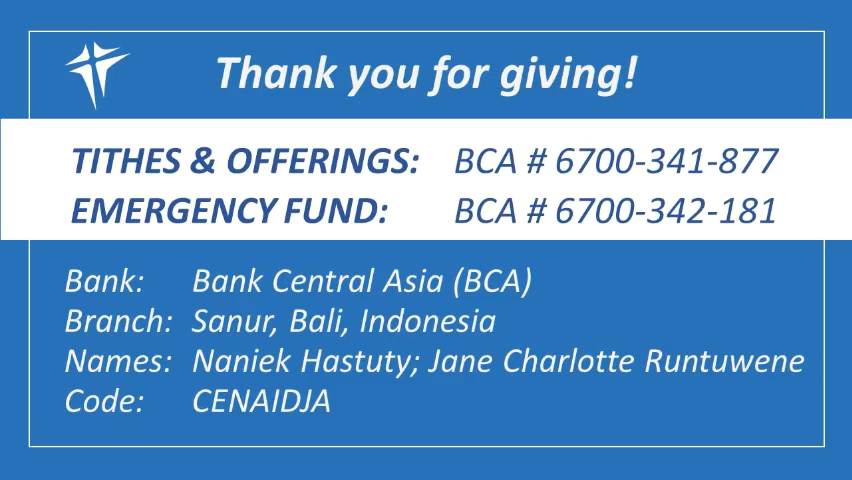 Thank you for giving!
TITHES & OFFERINGS: BCA # 6700-341-877
EMERGENCY FUND: BCA # 6700-342-181
Bank: Bank Central Asia (BCA)
Branch: Sanur, Bali, Indonesia
Names: Naniek Hastuty; Jane Charlotte Runtuwene
Code: CENAIDJA